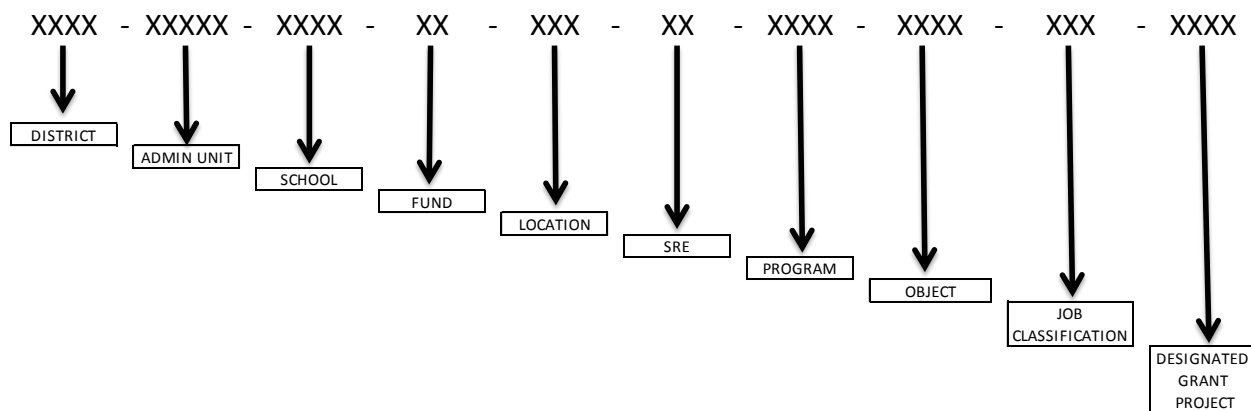 XXXX - XXXXX - XXXX - XX - XXX - XX - XXXX - XXXX - XXX - XXXX
DISTRICT
ADMIN UNIT
SCHOOL
FUND
LOCATION
SRE
PROGRAM
OBJECT
JOB
CLASSIFICATION
DESIGNATED
GRANT
PROJECT